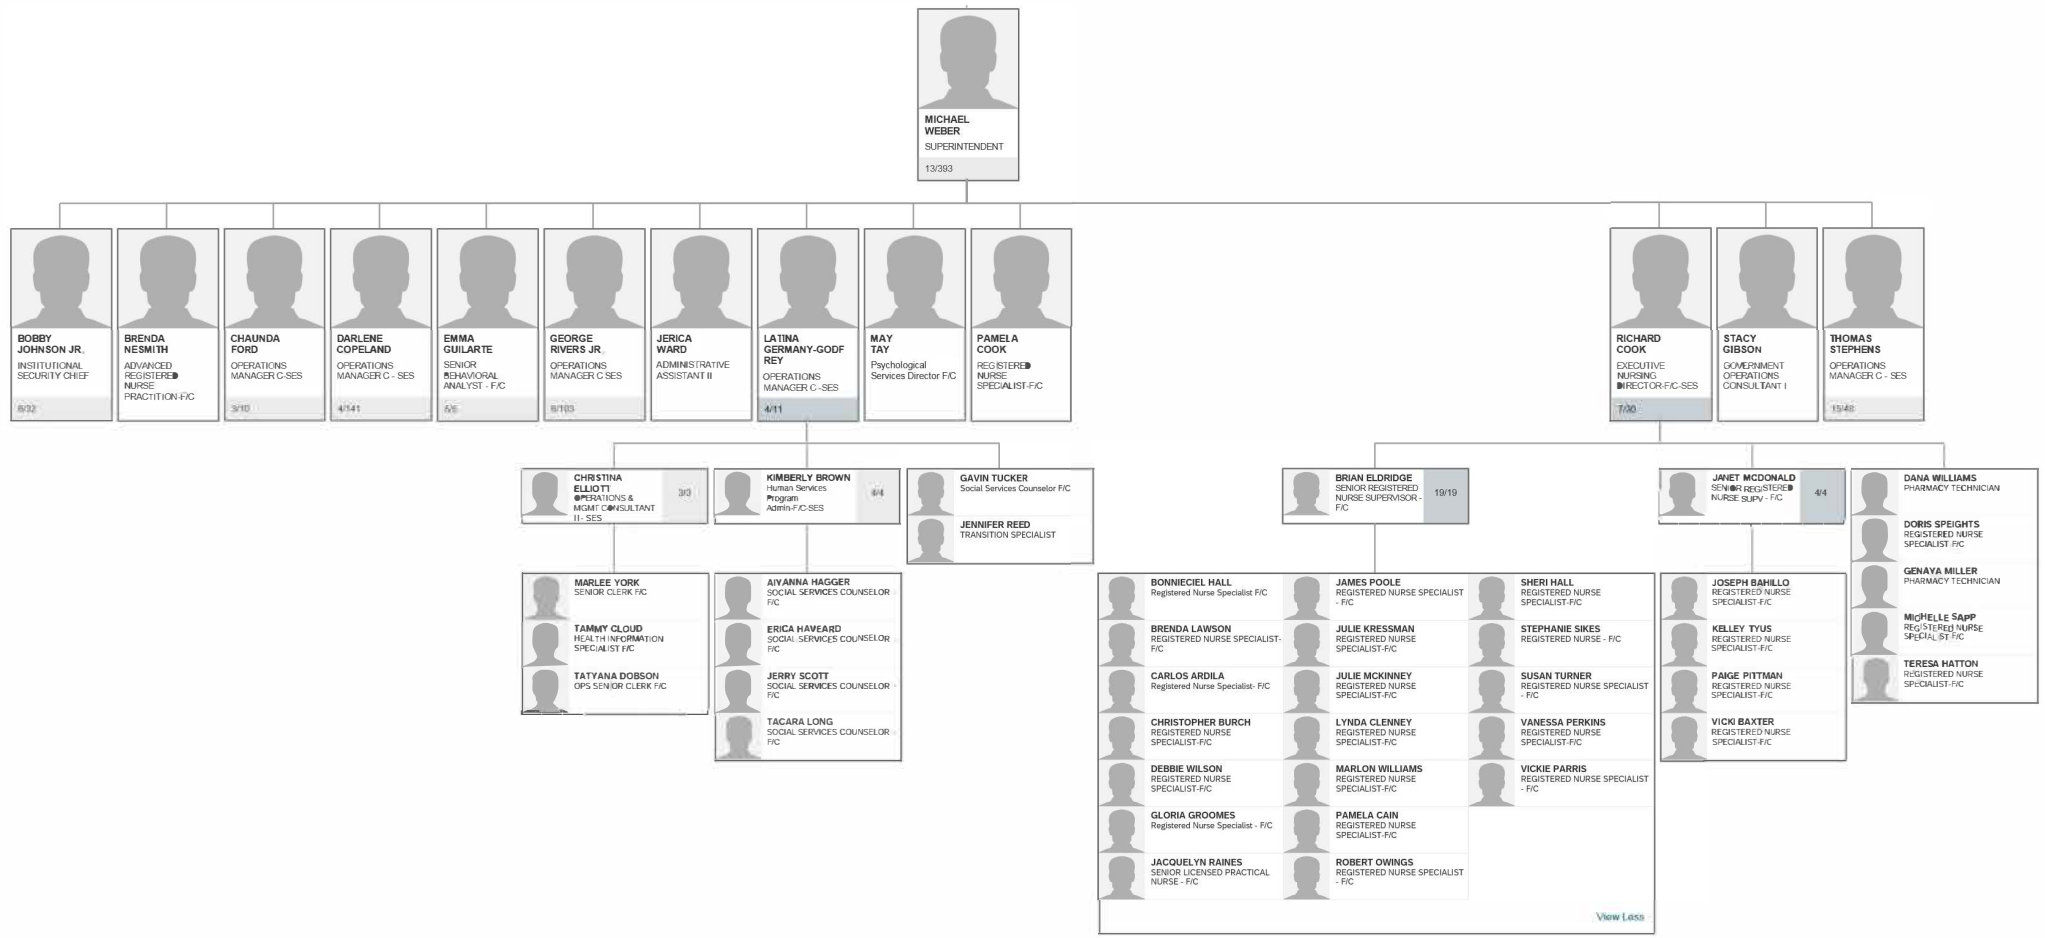 MICHAEL
WEBER
SUPERINTENDENT
13/393
BOBBY
JOHNSON JR.
INSTITUTIONAL
SECURITY CHIEF
BRENDA
NESMITH
ADVANCED
REGISTERED
NURSE
PRACTITION-F/C
CHAUNDA
FORD
OPERATIONS
MANAGER C-SES
3/10
DARLENE
COPELAND
OPERATIONS
MANAGER C - SES
4/141
EMMA
GUILARTE
SENIOR
BEHAVIORAL
ANALYST - F/C
GEORGE
RIVERS JR.
OPERATIONS
MANAGER C SES
JERICA
WARD
ADMINISTRATIVE
ASSISTANT II
LATINA
GERMANY-GODF
REY
OPERATIONS
MANAGER C -SES
4/11
MAY
TAY
Psychological
Services Director F/C
PAMELA
COOK
REGISTERED
NURSE
SPECIALIST-F/C
RICHARD
COOK
EXECUTIVE
NURSING
DIRECTOR-F/C-SES
STACY
GIBSON
GOVERNMENT
OPERATIONS
CONSULTANT I
THOMAS
STEPHENS
OPERATIONS
MANAGER C - SES
15/48
CHRISTINA
ELLIOTT
OPERATIONS &
MGMT CONSULTANT
II - SES
3/3
KIMBERLY BROWN
Human Services
Program
Admin-F/C-SES
4/4
GAVIN TUCKER
Social Services Counselor F/C
JENNIFER REED
TRANSITION SPECIALIST
MARLEE YORK
SENIOR CLERK F/C
TAMMY CLOUD
HEALTH INFORMATION
SPECIALIST F/C
TATYANA DOBSON
OPS SENIOR CLERK F/C
AIYANNA HAGGER
SOCIAL SERVICES COUNSELOR -
F/C
ERICA HAVEARD
SOCIAL SERVICES COUNSELOR -
F/C
JERRY SCOTT
SOCIAL SERVICES COUNSELOR -
F/C
TACARA LONG
SOCIAL SERVICES COUNSELOR -
F/C
BRIAN ELDRIDGE
SENIOR REGISTERED
NURSE SUPERVISOR -
F/C
19/19
BONNIECIEL HALL
Registered Nurse Specialist F/C
BRENDA LAWSON
REGISTERED NURSE SPECIALIST-
F/C
CARLOS ARDILA
Registered Nurse Specialist- F/C
CHRISTOPHER BURCH
REGISTERED NURSE
SPECIALIST-F/C
DEBBIE WILSON
REGISTERED NURSE
SPECIALIST-F/C
GLORIA GROOMES
Registered Nurse Specialist - F/C
JACQUELYN RAINES
SENIOR LICENSED PRACTICAL
NURSE - F/C
JAMES POOLE
REGISTERED NURSE SPECIALIST
- F/C
JULIE KRESSMAN
REGISTERED NURSE
SPECIALIST-F/C
JULIE MCKINNEY
REGISTERED NURSE
SPECIALIST-F/C
LYNDA CLENNEY
REGISTERED NURSE
SPECIALIST-F/C
MARLON WILLIAMS
REGISTERED NURSE
SPECIALIST-F/C
PAMELA CAIN
REGISTERED NURSE
SPECIALIST-F/C
ROBERT OWINGS
REGISTERED NURSE SPECIALIST
- F/C
SHERI HALL
REGISTERED NURSE
SPECIALIST-F/C
STEPHANIE SIKES
REGISTERED NURSE - F/C
SUSAN TURNER
REGISTERED NURSE SPECIALIST
- F/C
VANESSA PERKINS
REGISTERED NURSE
SPECIALIST-F/C
VICKIE PARRIS
REGISTERED NURSE SPECIALIST
- F/C
View Less
JANET MCDONALD
SENIOR REGISTERED
NURSE SUPV - F/C
4/4
JOSEPH BAHILLO
REGISTERED NURSE
SPECIALIST-F/C
KELLEY TYUS
REGISTERED NURSE
SPECIALIST-F/C
PAIGE PITTMAN
REGISTERED NURSE
SPECIALIST-F/C
VICKI BAXTER
REGISTERED NURSE
SPECIALIST-F/C
DANA WILLIAMS
PHARMACY TECHNICIAN
DORIS SPEIGHTS
REGISTERED NURSE
SPECIALIST-F/C
GENAYA MILLER
PHARMACY TECHNICIAN
MICHELLE SAPP
REGISTERED NURSE
SPECIALIST F/C
TERESA HATTON
REGISTERED NURSE
SPECIALIST-F/C